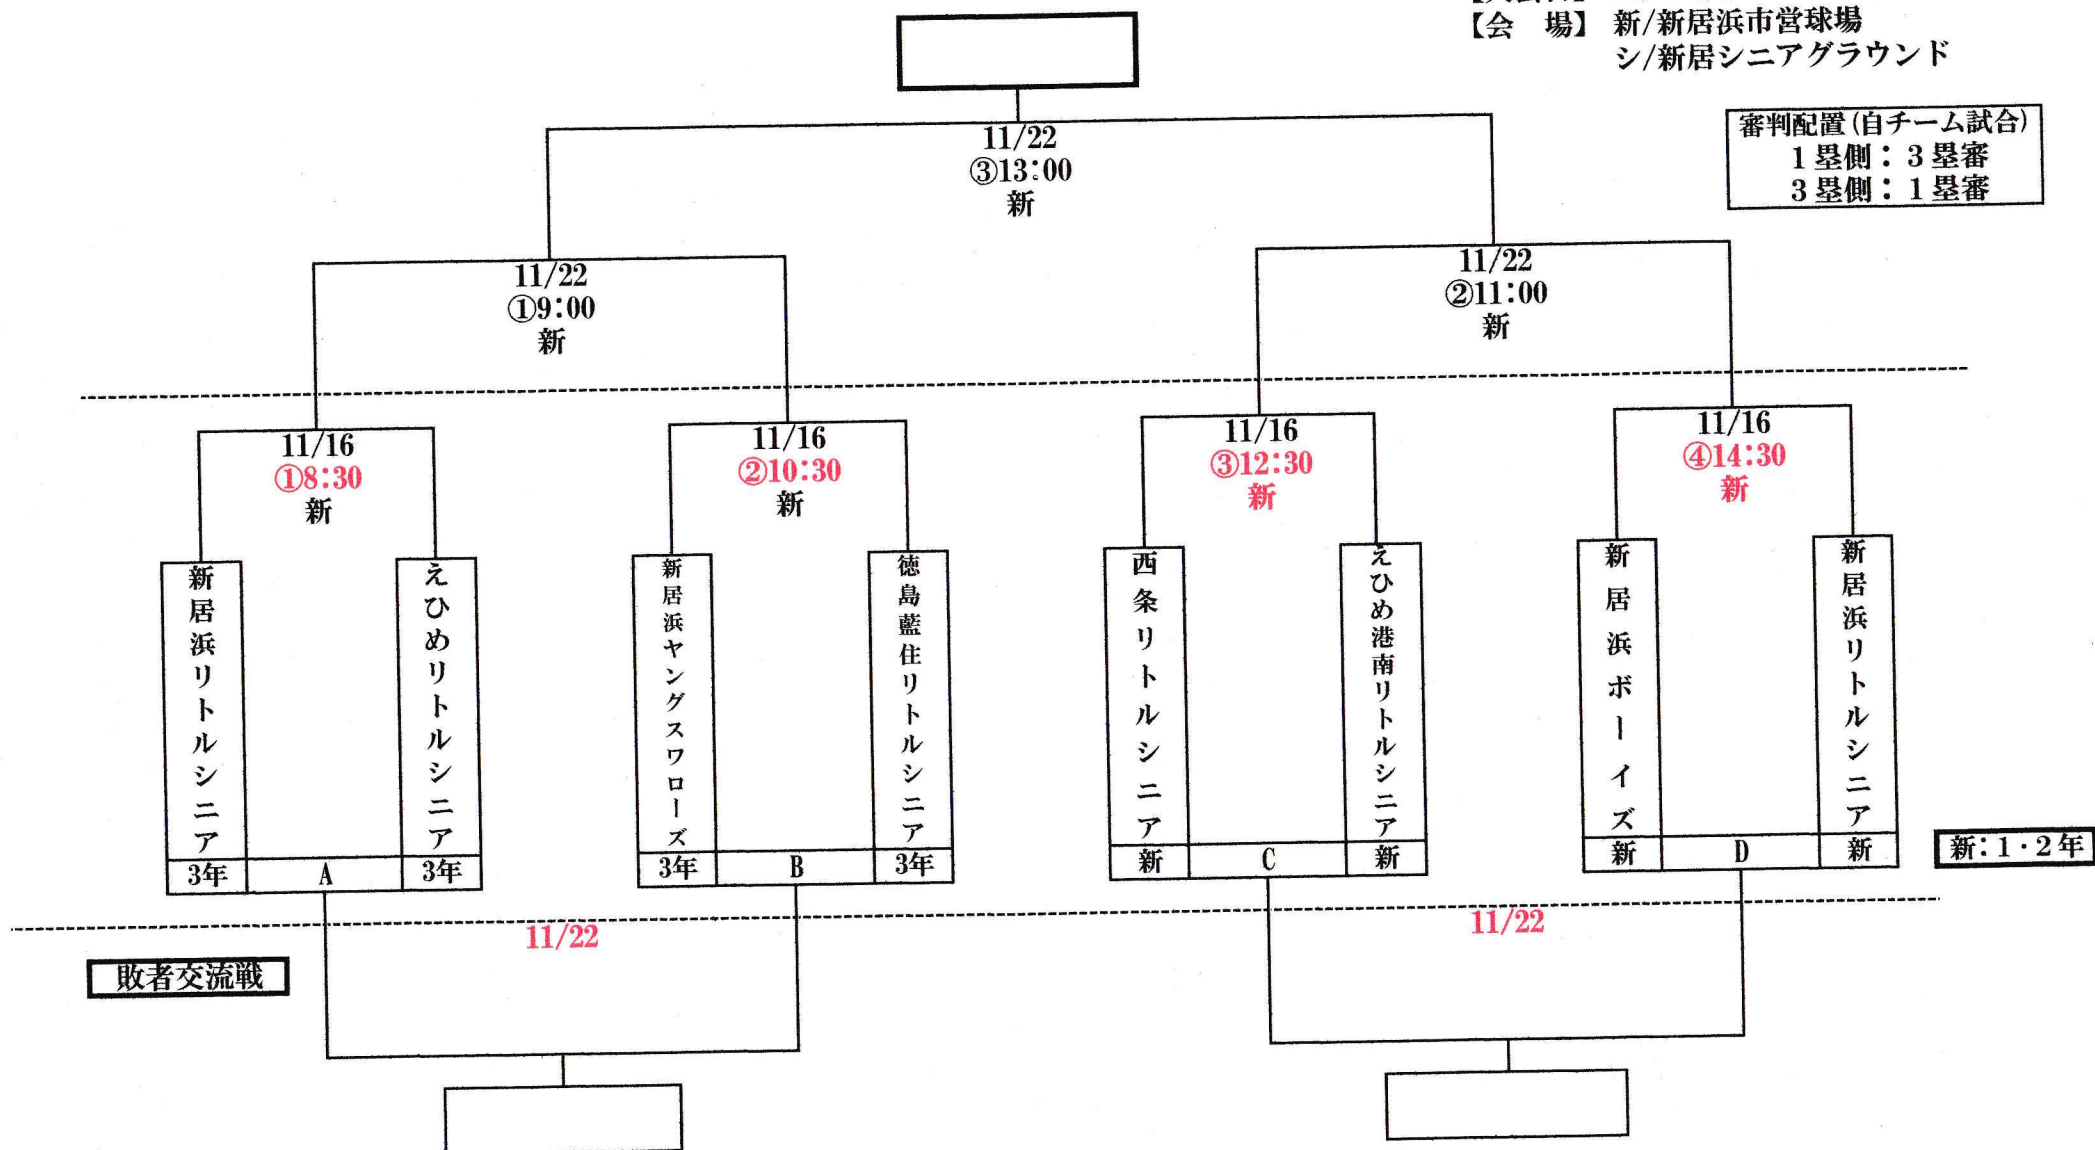 【会　場】 新/新居浜市営球場
シ/新居シニアグラウンド
審判配置(自チーム試合)
1塁側：3塁審
3塁側：1塁審
11/22
③13:00
新
11/22
①9:00
新
11/22
②11:00
新
11/16
①8:30
新
11/16
②10:30
新
11/16
③12:30
新
11/16
④14:30
新
新居浜リトルシニア
えひめリトルシニア
新居浜ヤングスワローズ
徳島藍住リトルシニア
西条リトルシニア
えひめ港南リトルシニア
新居浜ボーイズ
新居浜リトルシニア
3年 A 3年
3年 B 3年
新 C 新
新 D 新
新：1・2年
11/22
11/22
敗者交流戦